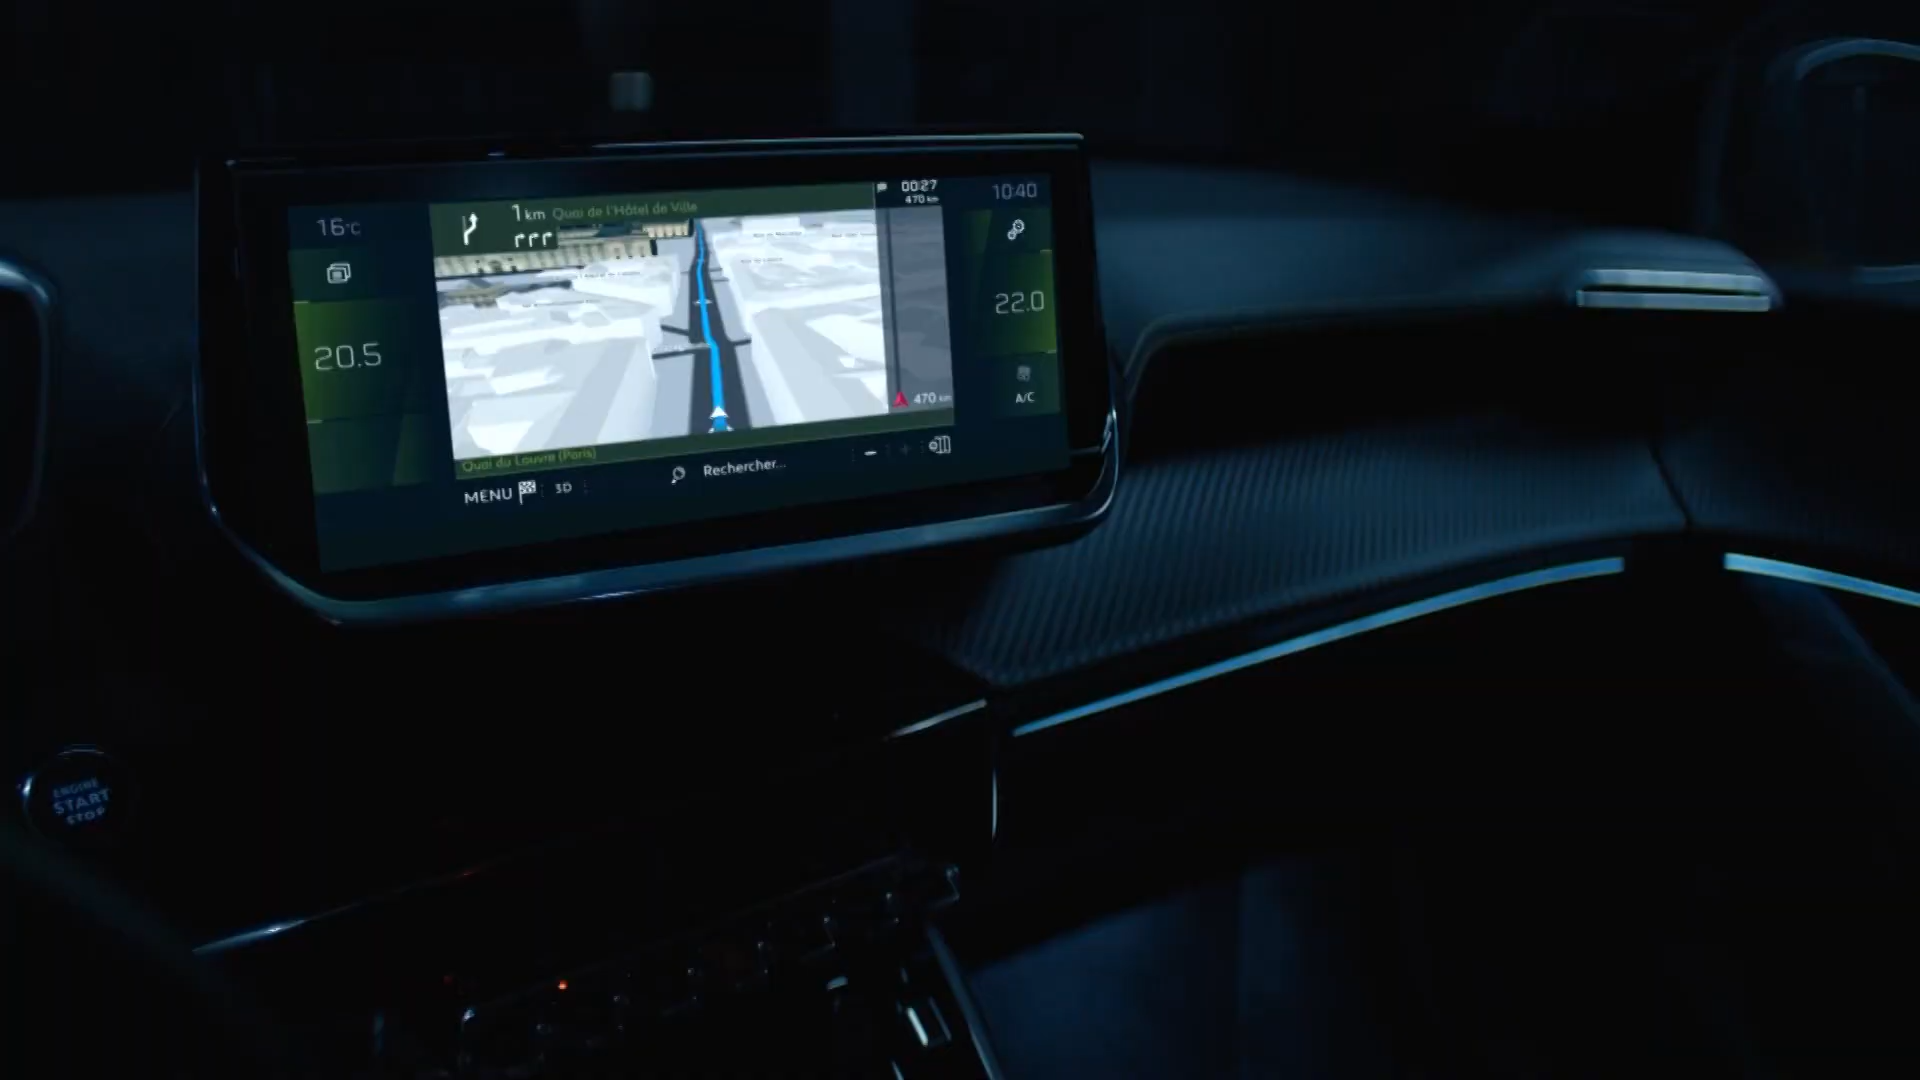 16°C
1 km Quai de l'Hôtel de Ville
00:27
470 km
10:40
20.5
22.0
470 km
A/C
Quai du Louvre (Paris)
MENU 3D Rechercher...
ENGINE
START
STOP